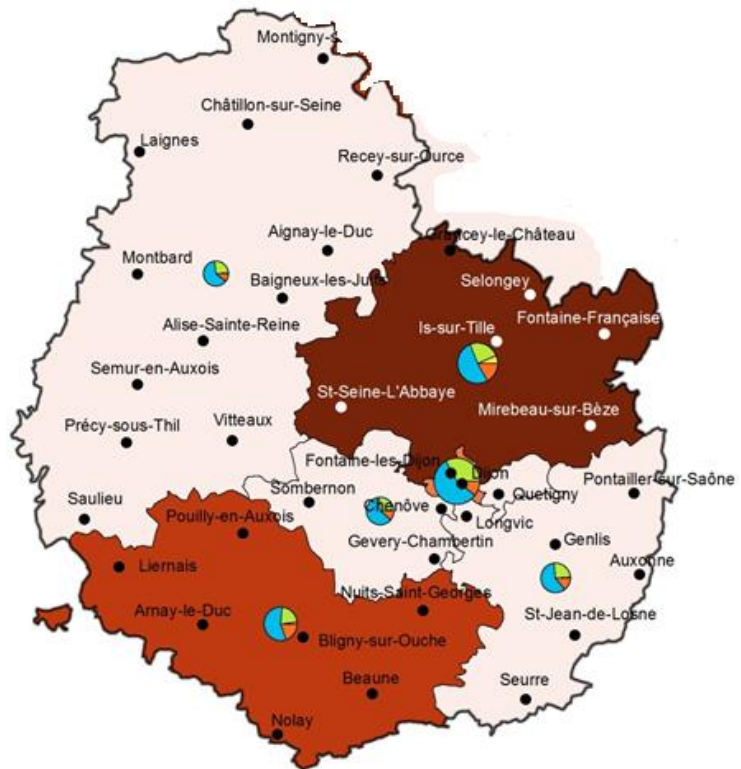 Montigny-s
Châtillon-sur-Seine
Laignes
Recey-sur-Ource
Aignay-le-Duc
Grancey-le-Château
Montbard
Baigneux-les-Juifs
Selongey
Alise-Sainte-Reine
Is-sur-Tille
Fontaine-Française
Semur-en-Auxois
St-Seine-L'Abbaye
Mirebeau-sur-Bèze
Précy-sous-Thil
Vitteaux
Fontaine-les-Dijon
Dijon
Pontailler-sur-Saône
Sombernon
Quetigny
Saulieu
Chenôve
Pouilly-en-Auxois
Longvic
Genlis
Gevery-Chambertin
Liernais
Auxonne
Nuits-Saint-Georges
Arnay-le-Duc
St-Jean-de-Losne
Bligny-sur-Ouche
Beaune
Seurre
Nolay